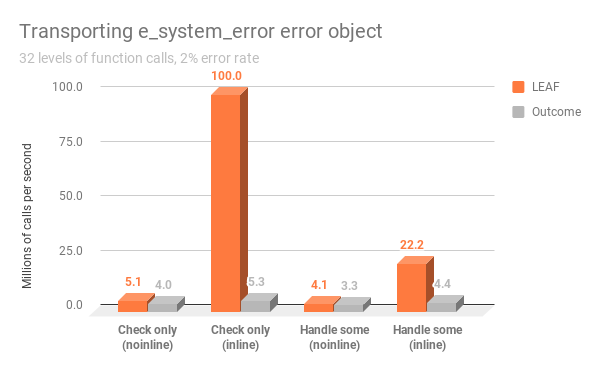 Transporting e_system_error error object
32 levels of function calls, 2% error rate
LEAF
Outcome
Millions of calls per second
100.0
75.0
50.0
25.0
0.0
5.1
4.0
100.0
5.3
4.1
3.3
22.2
4.4
Check only
(noinline)
Check only
(inline)
Handle some
(noinline)
Handle some
(inline)